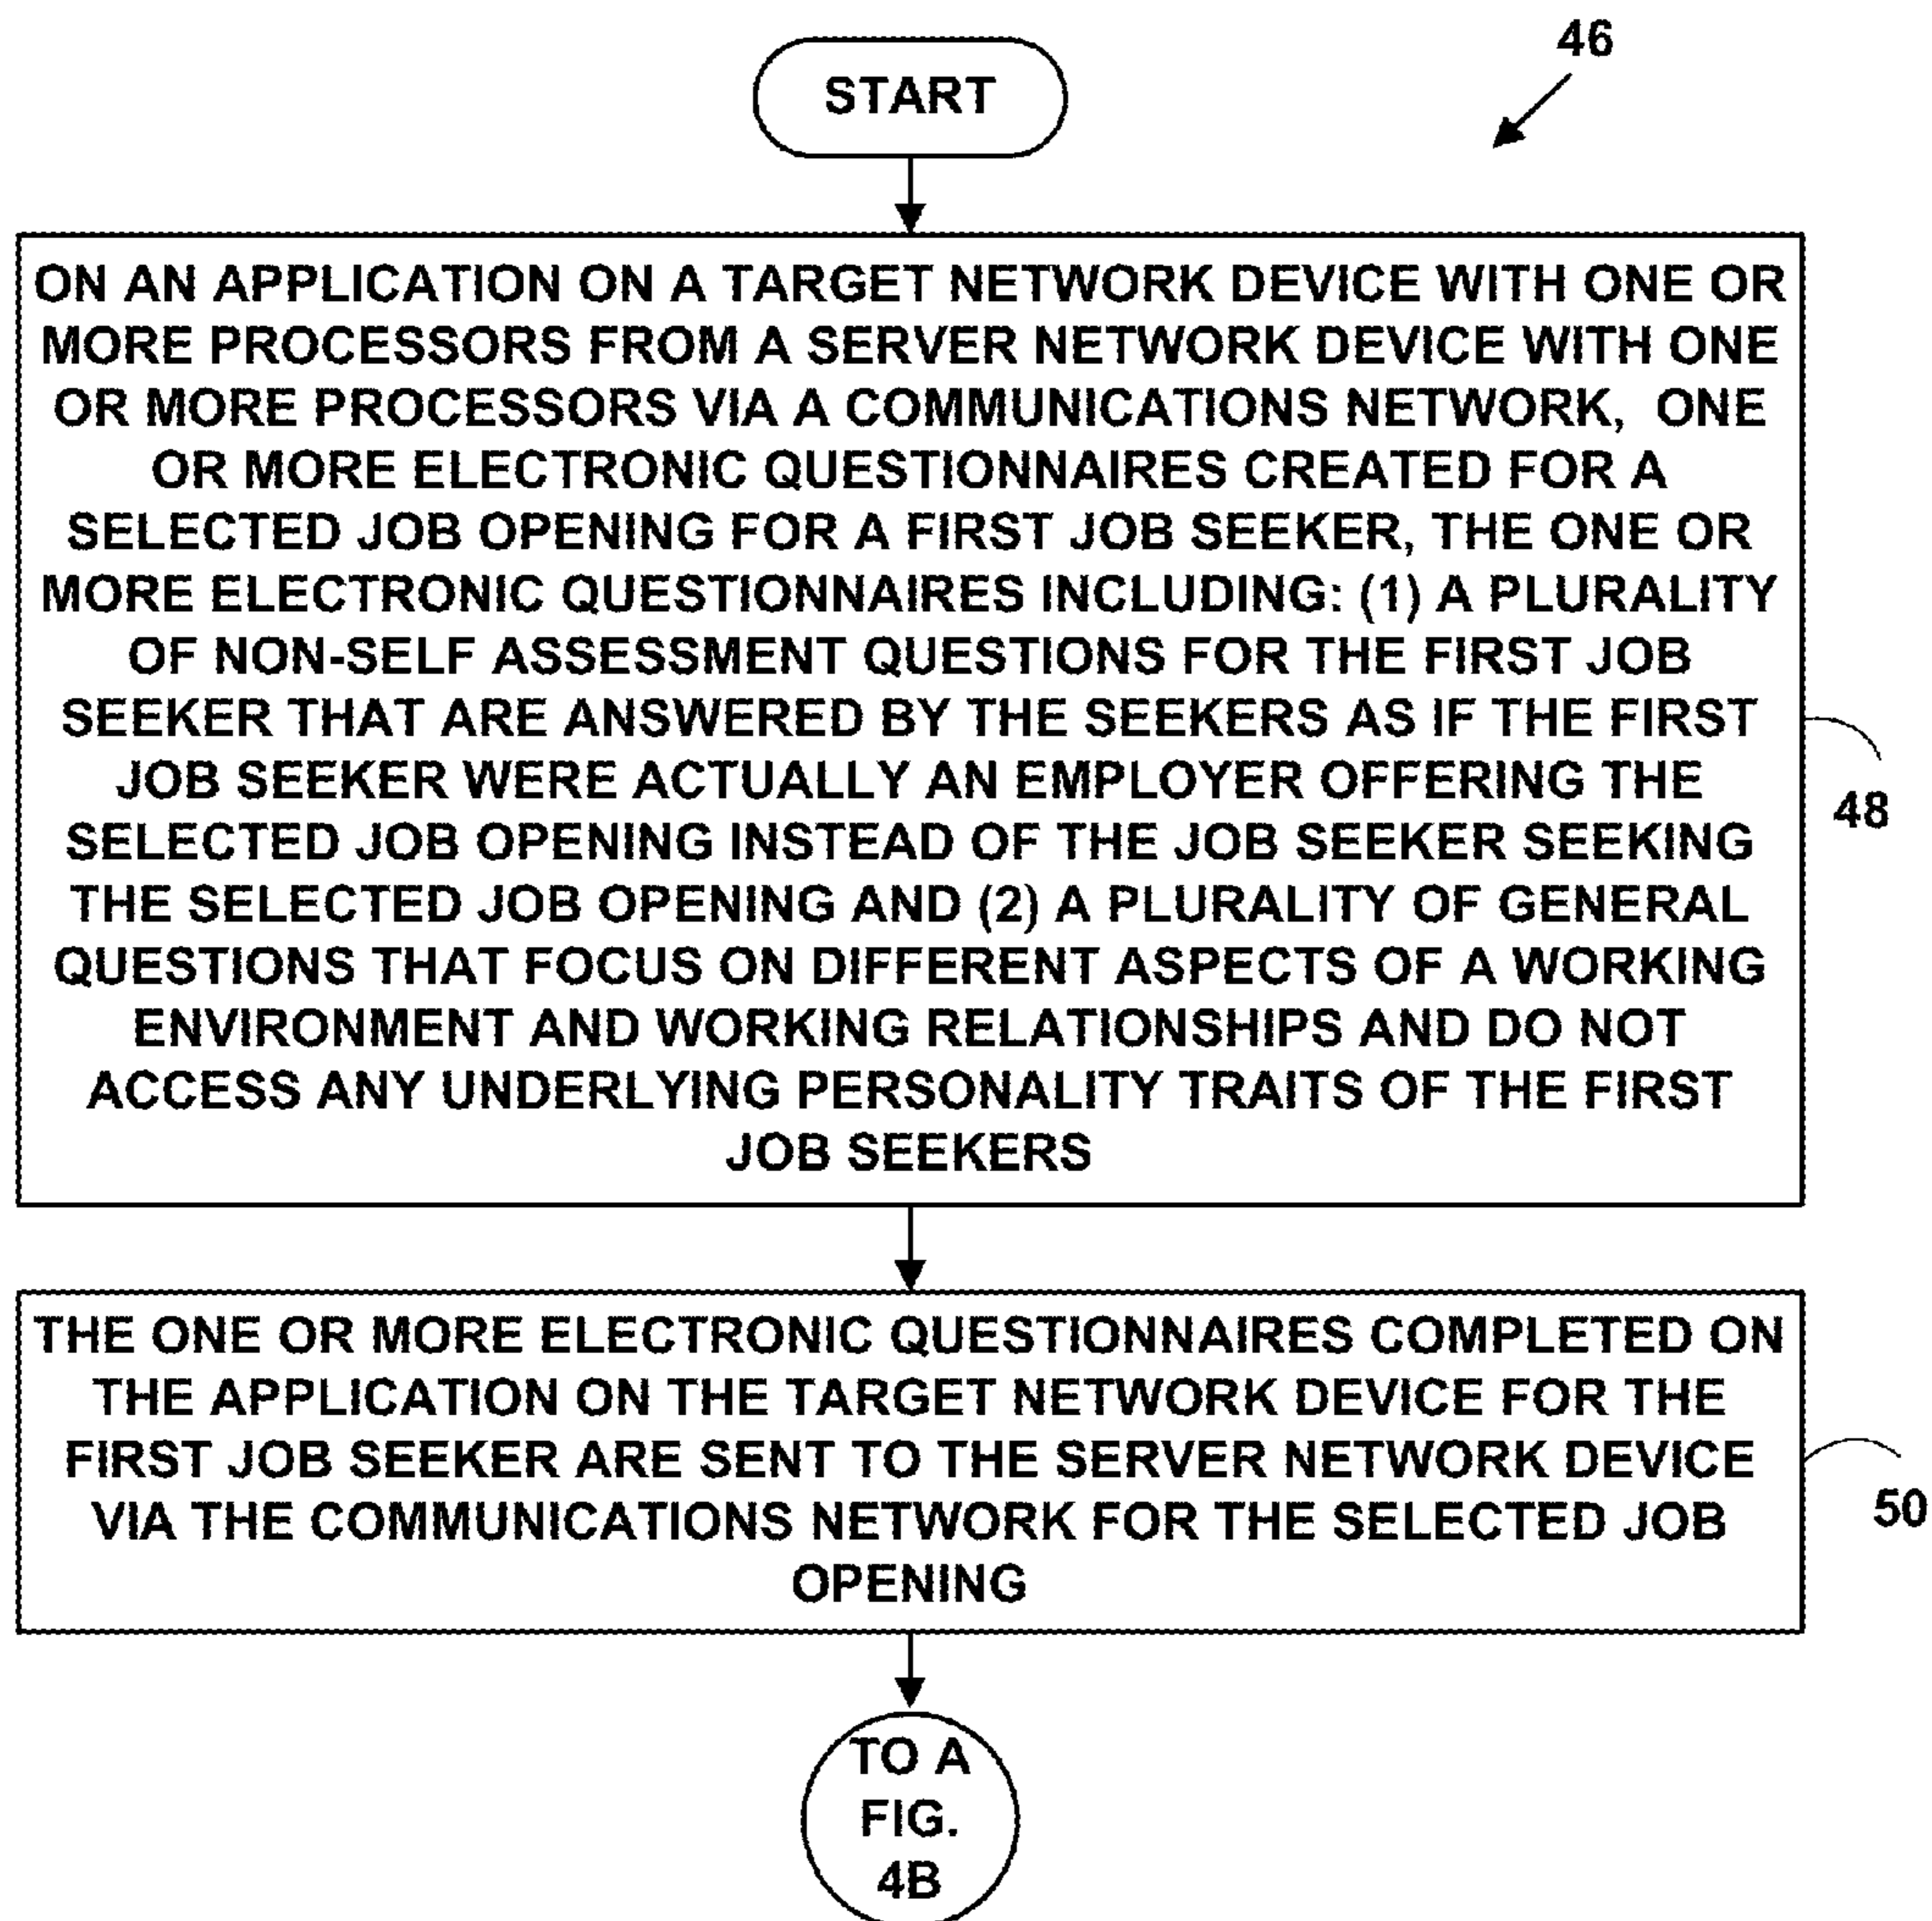 START
46
ON AN APPLICATION ON A TARGET NETWORK DEVICE WITH ONE OR
MORE PROCESSORS FROM A SERVER NETWORK DEVICE WITH ONE
OR MORE PROCESSORS VIA A COMMUNICATIONS NETWORK, ONE
OR MORE ELECTRONIC QUESTIONNAIRES CREATED FOR A
SELECTED JOB OPENING FOR A FIRST JOB SEEKER, THE ONE OR
MORE ELECTRONIC QUESTIONNAIRES INCLUDING: (1) A PLURALITY
OF NON-SELF ASSESSMENT QUESTIONS FOR THE FIRST JOB
SEEKER THAT ARE ANSWERED BY THE SEEKERS AS IF THE FIRST
JOB SEEKER WERE ACTUALLY AN EMPLOYER OFFERING THE
SELECTED JOB OPENING INSTEAD OF THE JOB SEEKER SEEKING
THE SELECTED JOB OPENING AND (2) A PLURALITY OF GENERAL
QUESTIONS THAT FOCUS ON DIFFERENT ASPECTS OF A WORKING
ENVIRONMENT AND WORKING RELATIONSHIPS AND DO NOT
ACCESS ANY UNDERLYING PERSONALITY TRAITS OF THE FIRST
JOB SEEKERS
48
THE ONE OR MORE ELECTRONIC QUESTIONNAIRES COMPLETED ON
THE APPLICATION ON THE TARGET NETWORK DEVICE FOR THE
FIRST JOB SEEKER ARE SENT TO THE SERVER NETWORK DEVICE
VIA THE COMMUNICATIONS NETWORK FOR THE SELECTED JOB
OPENING
50
TO A
FIG.
4B